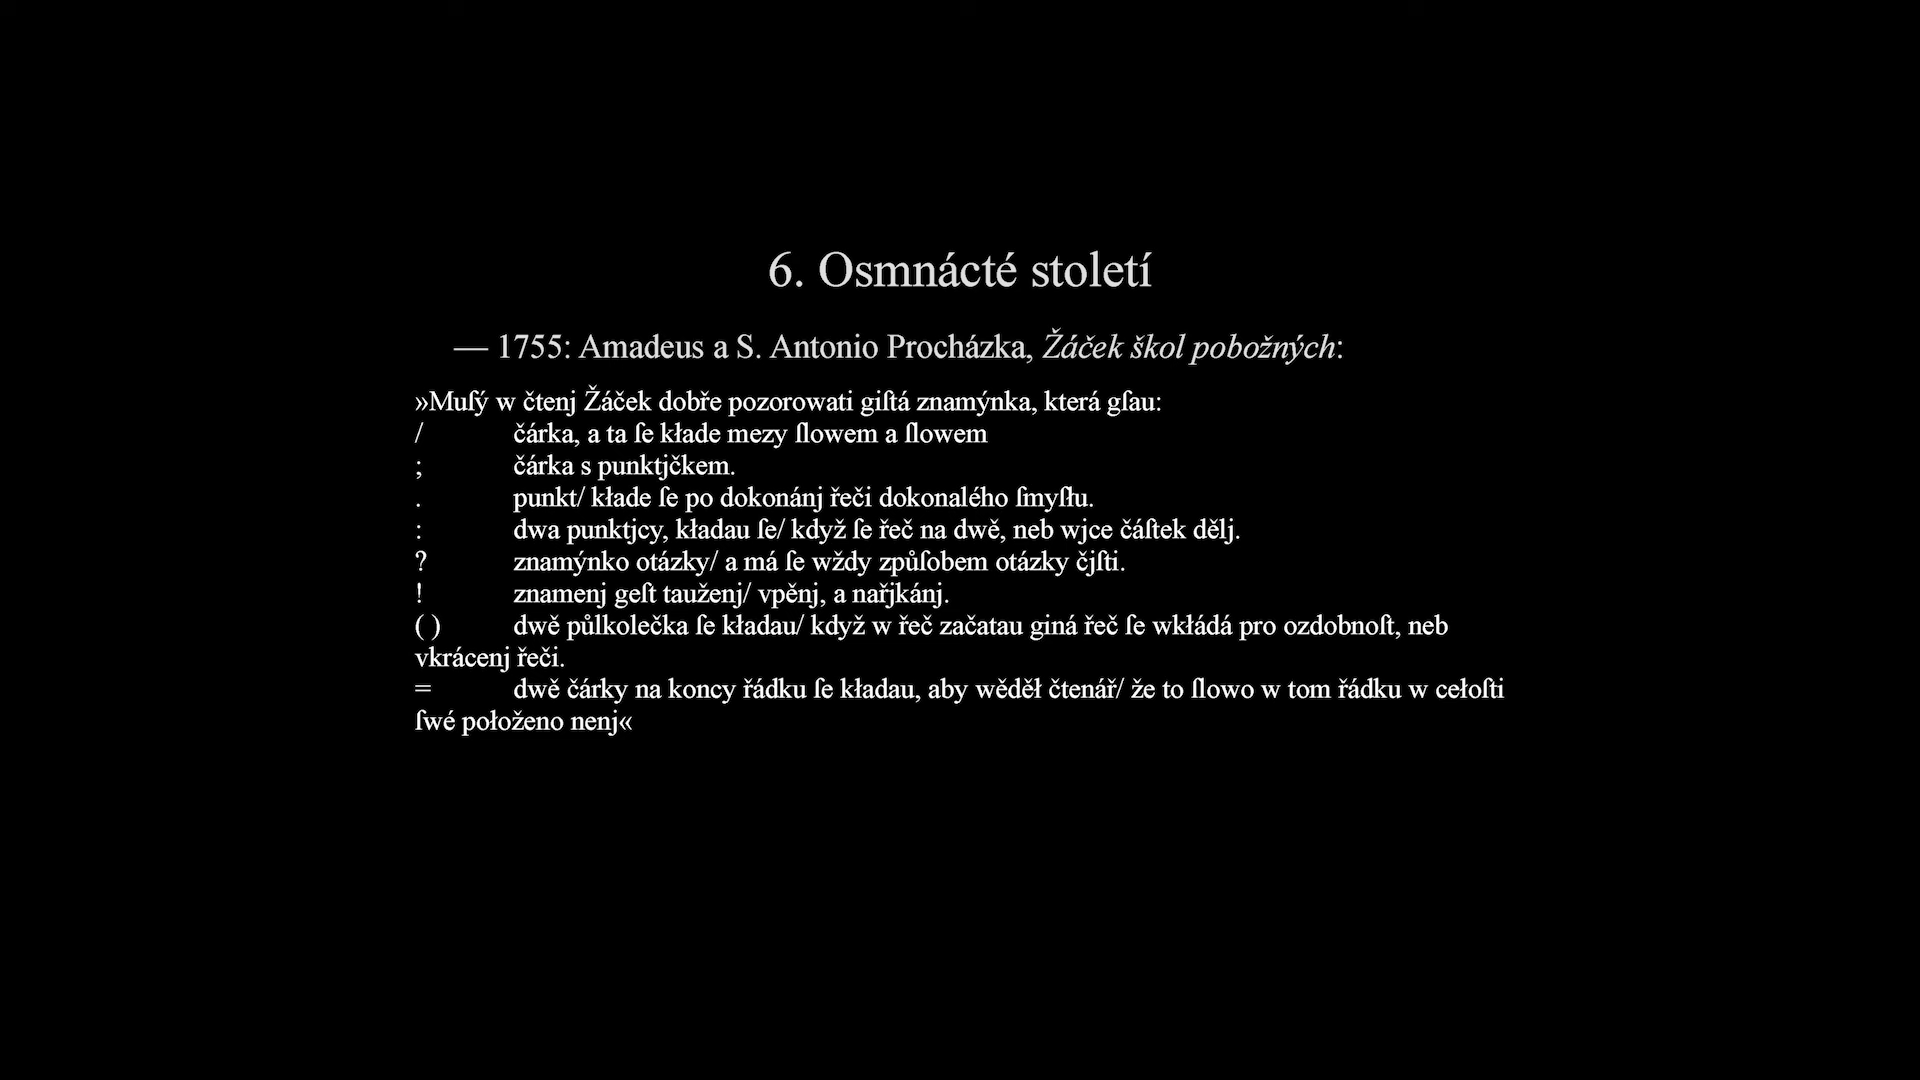 6. Osmnácté století
— 1755: Amadeus a S. Antonio Procházka, Žáček škol pobožných:
»Muſý w čtenj Žáček dobře pozorowati giſtá znamýnka, která gſau:
/ čárka, a ta ſe kłade mezy ſlowem a ſlowem
; čárka s punktjčkem.
. punkt/ kłade ſe po dokonánj řeči dokonalého ſmyſłu.
: dwa punktjcy, kładau ſe/ když ſe řeč na dwě, neb wjce čáſtek dělj.
? znamýnko otázky/ a má ſe wždy způſobem otázky čjſti.
! znamenj geſt tauženj/ vpěnj, a nařjkánj.
( ) dwě půlkolečka ſe kładau/ když w řeč začatau giná řeč ſe wkłádá pro ozdobnoſt, neb
vkrácenj řeči.
= dwě čárky na koncy řádku ſe kładau, aby wěděł čtenář/ že to ſlowo w tom řádku w cełoſti
ſwé położeno nenj«